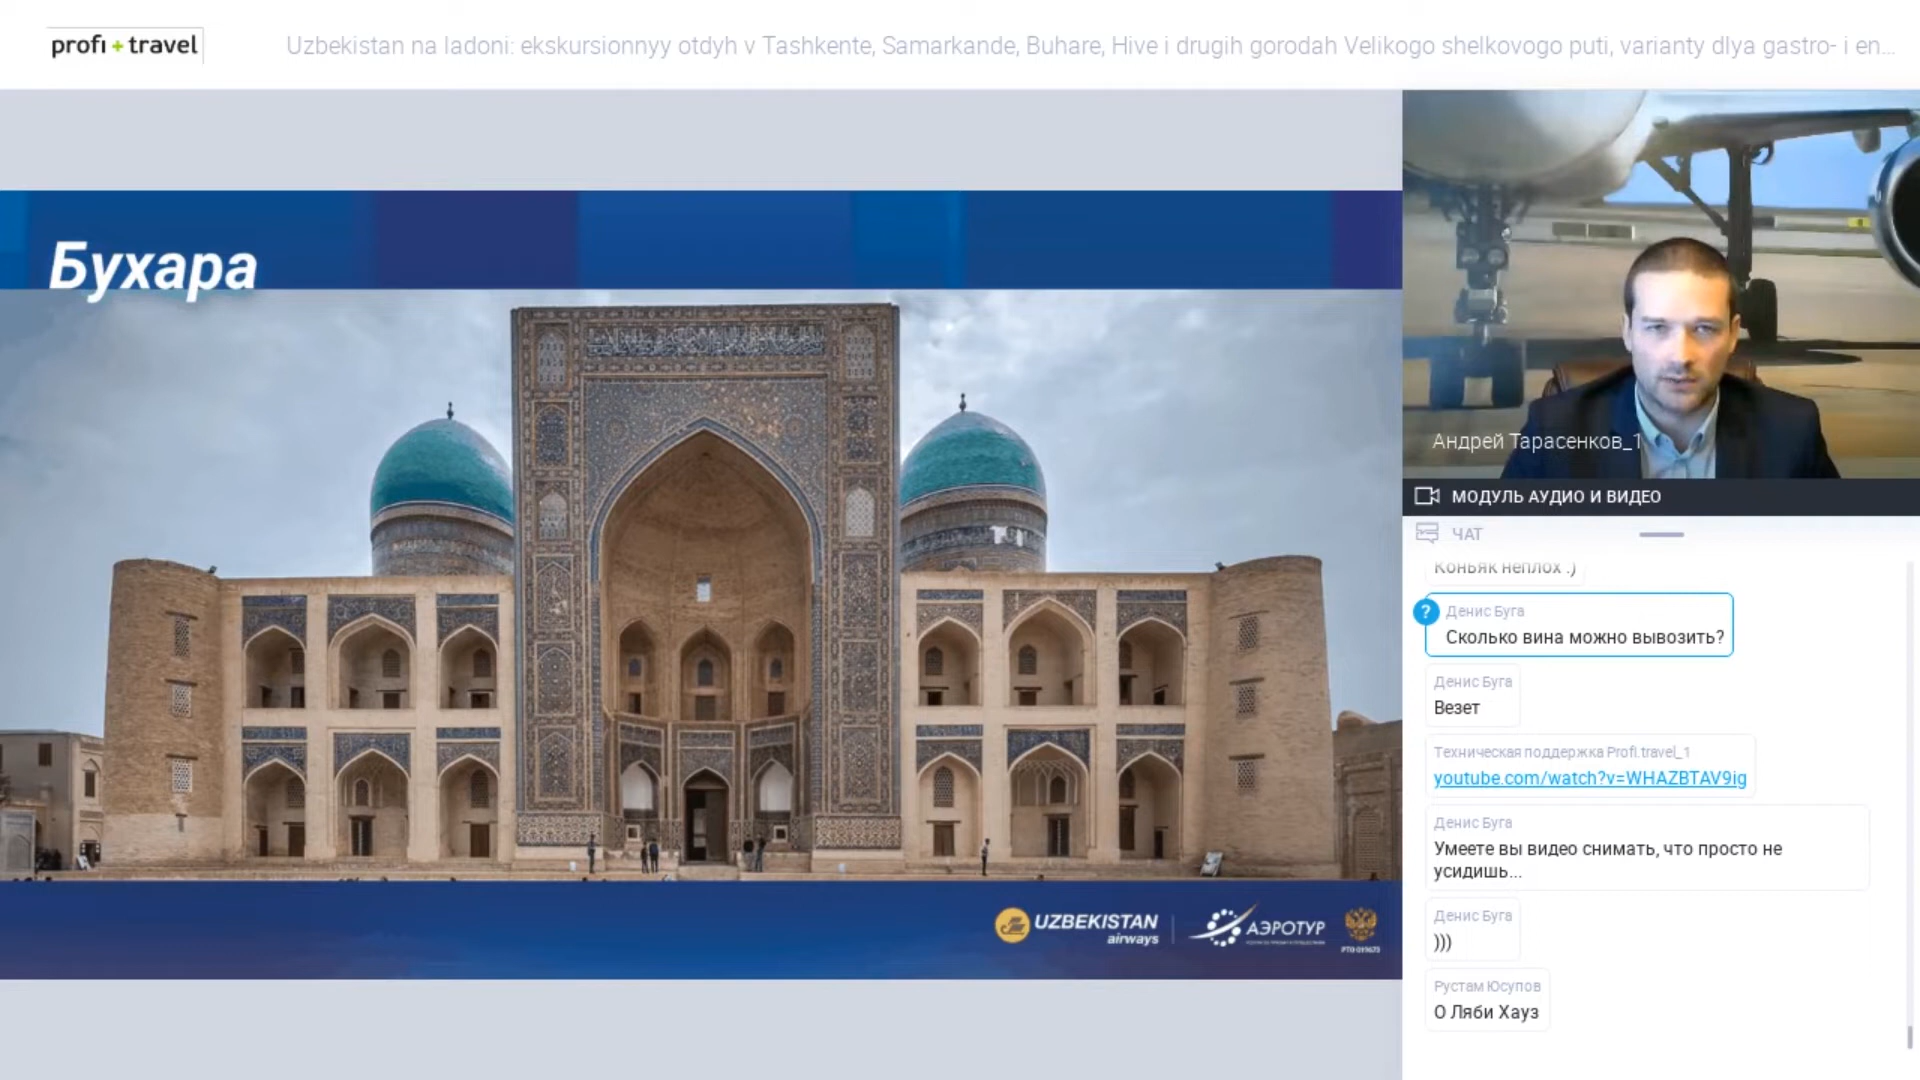 profi + travel
Uzbekistan na ladoni: ekskursionnyy otdyh v Tashkente, Samarkande, Buhare, Hive i drugih gorodah Velikogo shelkovogo puti, varianty dlya gastro- i en...
Бухара
UZBEKISTAN
airways
АЭРОТУР
Андрей Тарасенков_1
МОДУЛЬ АУДИО И ВИДЕО
ЧАТ
Коньяк неплох :)
?
Денис Буга
Сколько вина можно вывозить?
Денис Буга
Везет
Техническая поддержка Profi.travel_1
youtube.com/watch?v=WHAZBTAV9ig
Денис Буга
Умеете вы видео снимать, что просто не
усидишь...
Денис Буга
)))
Рустам Юсупов
О Ляби Хауз